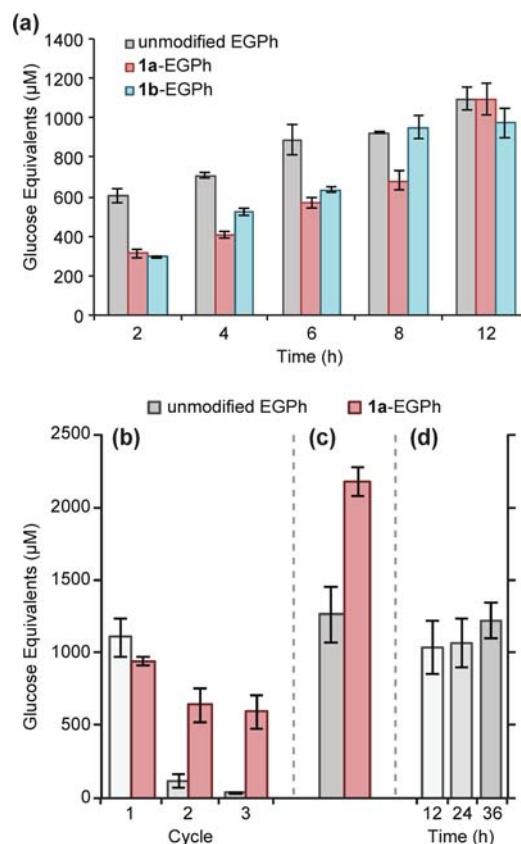 (a)
unmodified EGPh
1a-EGPh
1b-EGPh
Glucose Equivalents (µM)
1400
1200
1000
800
600
400
200
0
2 4 6 8 12
Time (h)
unmodified EGPh 1a-EGPh
(b) (c) (d)
Glucose Equivalents (µM)
2500
2000
1500
1000
500
0
1 2 3 12 24 36
Cycle Time (h)